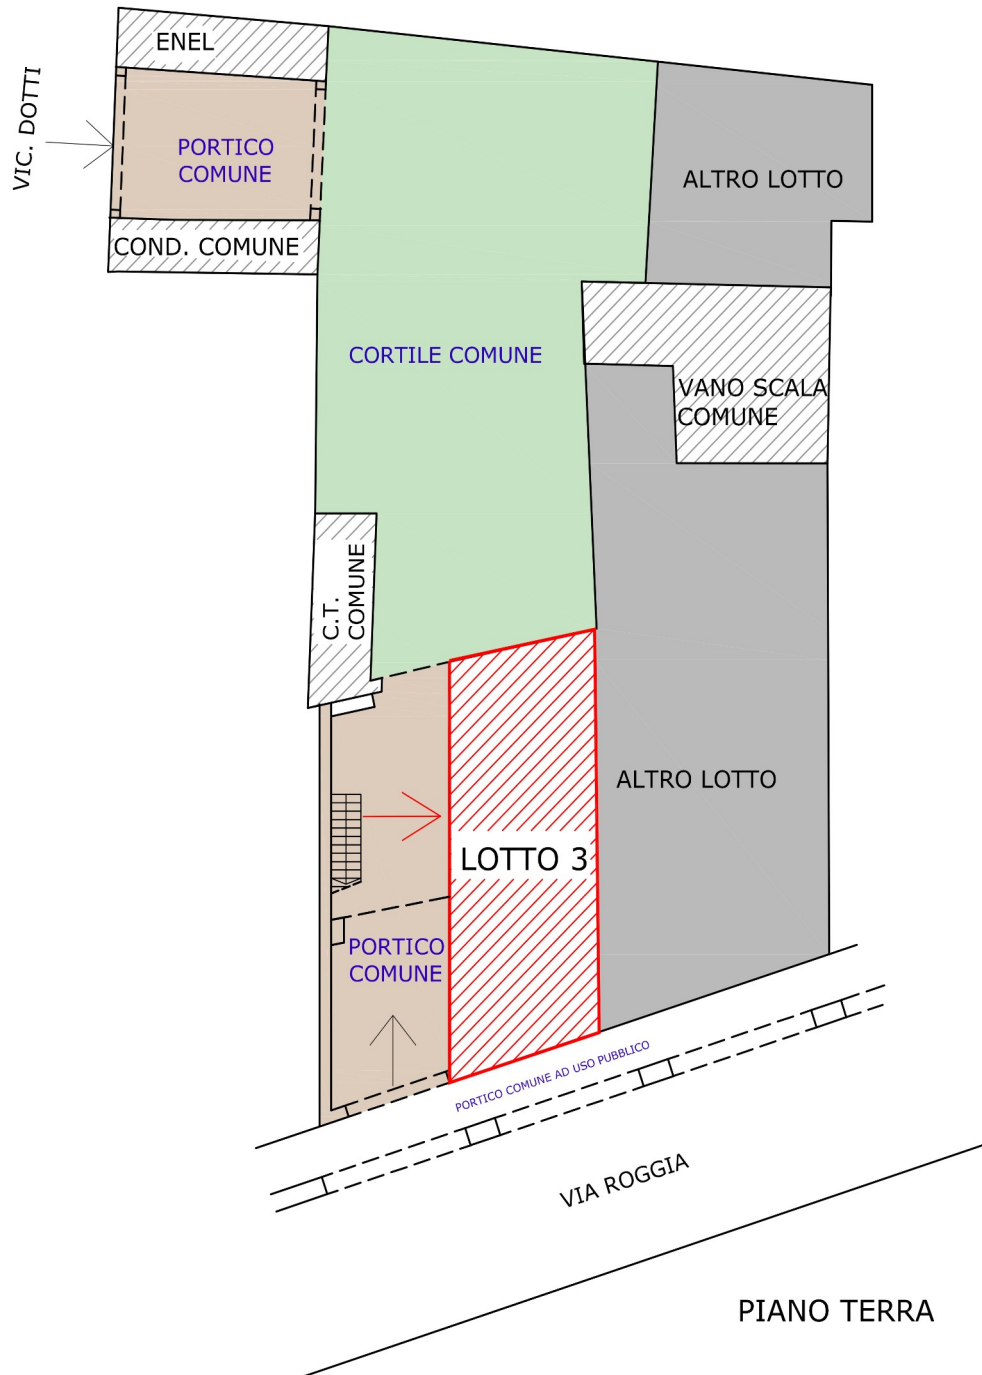 ENEL
VIC. DOTTI
PORTICO
COMUNE
ALTRO LOTTO
COND. COMUNE
CORTILE COMUNE
VANO SCALA
COMUNE
C.T.
COMUNE
ALTRO LOTTO
LOTTO 3
PORTICO
COMUNE
PORTICO COMUNE AD USO PUBBLICO
VIA ROGGIA
PIANO TERRA